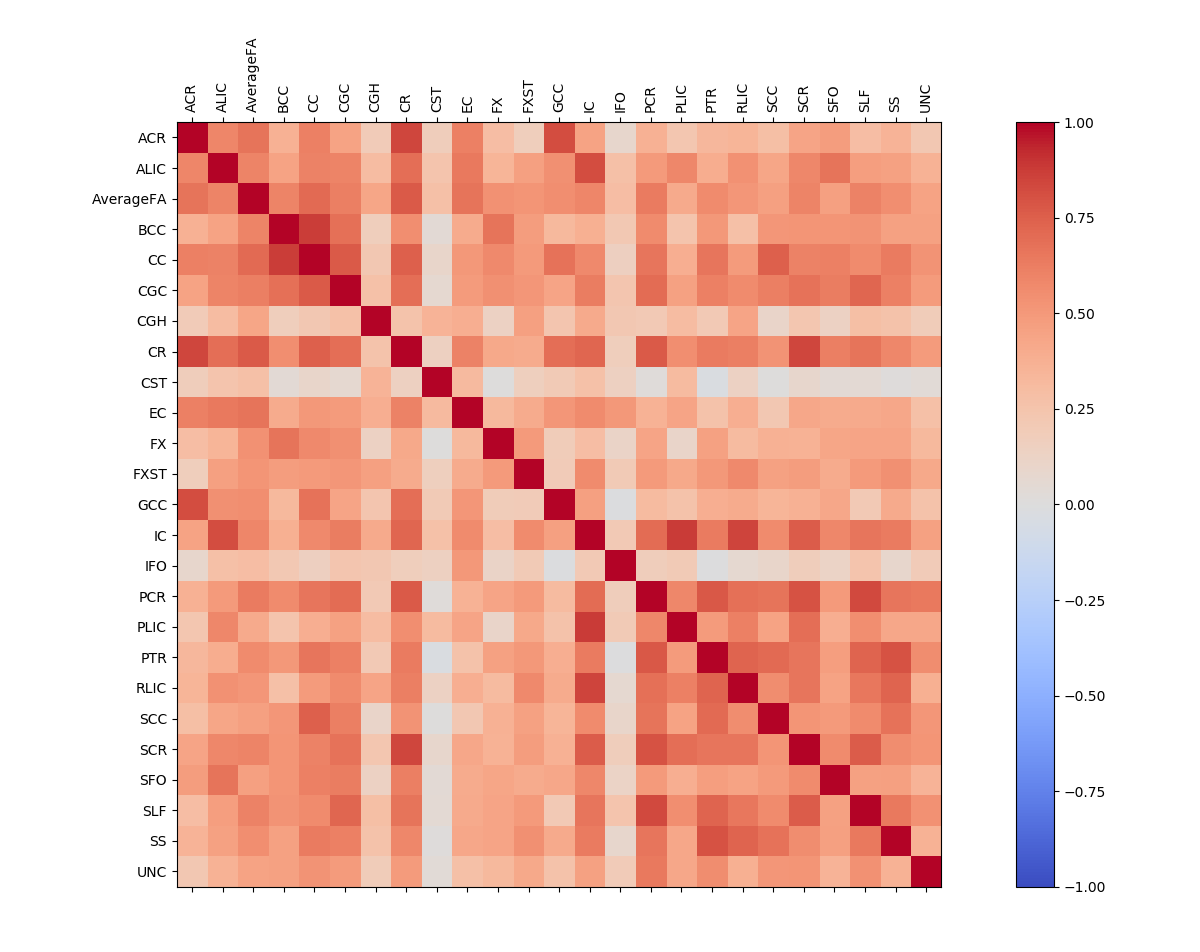 ACR
ALIC
AverageFA
BCC
CC
CGC
CGH
CR
CST
EC
FX
FXST
GCC
IC
IFO
PCR
PLIC
PTR
RLIC
SCC
SCR
SFO
SLF
SS
UNC
ACR
ALIC
AverageFA
BCC
CC
CGC
CGH
CR
CST
EC
FX
FXST
GCC
IC
IFO
PCR
PLIC
PTR
RLIC
SCC
SCR
SFO
SLF
SS
UNC
1.00
0.75
0.50
0.25
0.00
−0.25
−0.50
−0.75
−1.00